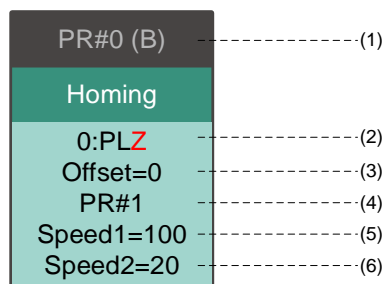 PR#0 (B) (1)
Homing
0:PLZ (2)
Offset=0 (3)
PR#1 (4)
Speed1=100 (5)
Speed2=20 (6)